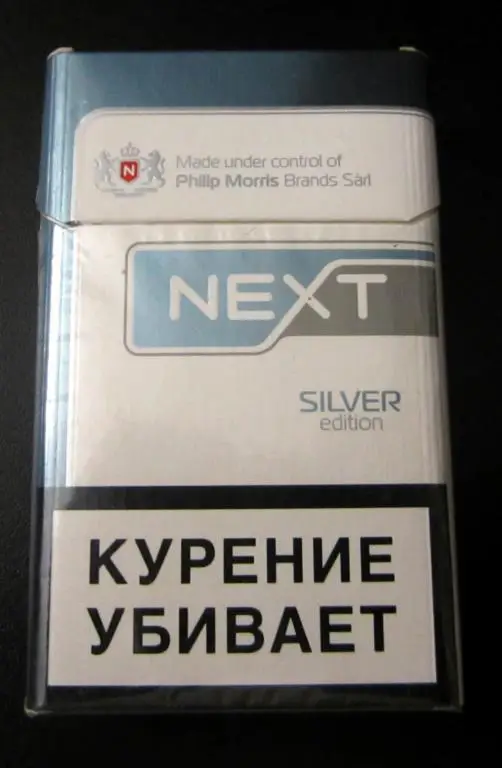 N
Made under control of
Philip Morris Brands Sàrl
NEXT
SILVER
edition
КУРЕНИЕ
УБИВАЕТ